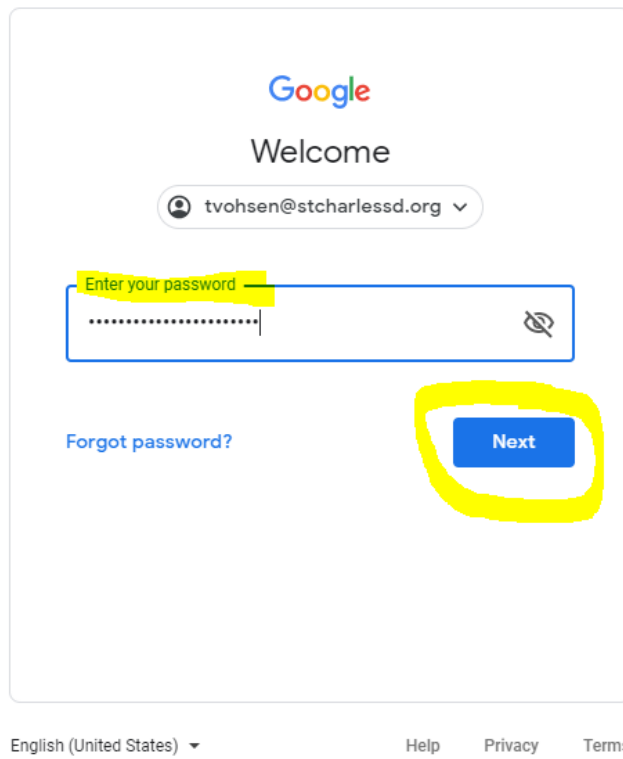 Google
Welcome
tvohsen@stcharlessd.org
Enter your password
••••••••••••••••••••••
Forgot password?
Next
English (United States)
Help Privacy Terms